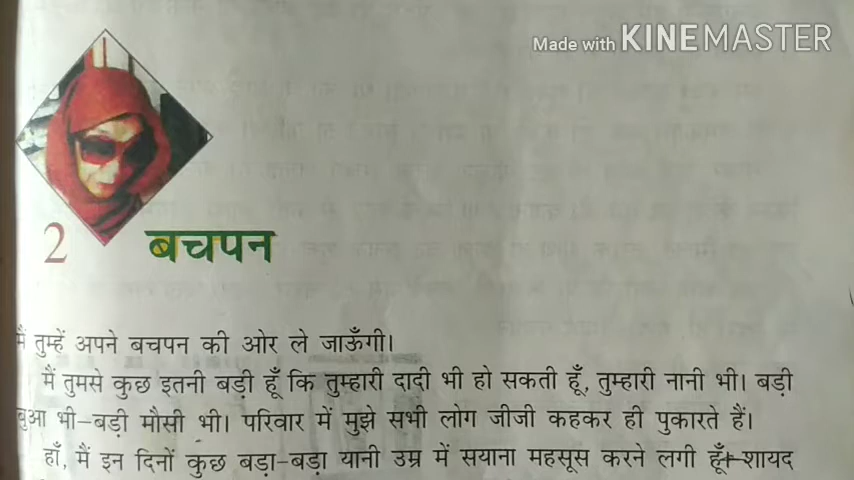 Made with KINEMASTER
2 बचपन
मैं तुम्हें अपने बचपन की ओर ले जाऊँगी।
मैं तुमसे कुछ इतनी बड़ी हूँ कि तुम्हारी दादी भी हो सकती हूँ, तुम्हारी नानी भी। बड़ी
बुआ भी–बड़ी मौसी भी। परिवार में मुझे सभी लोग जीजी कहकर ही पुकारते हैं।
हाँ, मैं इन दिनों कुछ बड़ा–बड़ा यानी उम्र में सयाना महसूस करने लगी हूँ। शायद